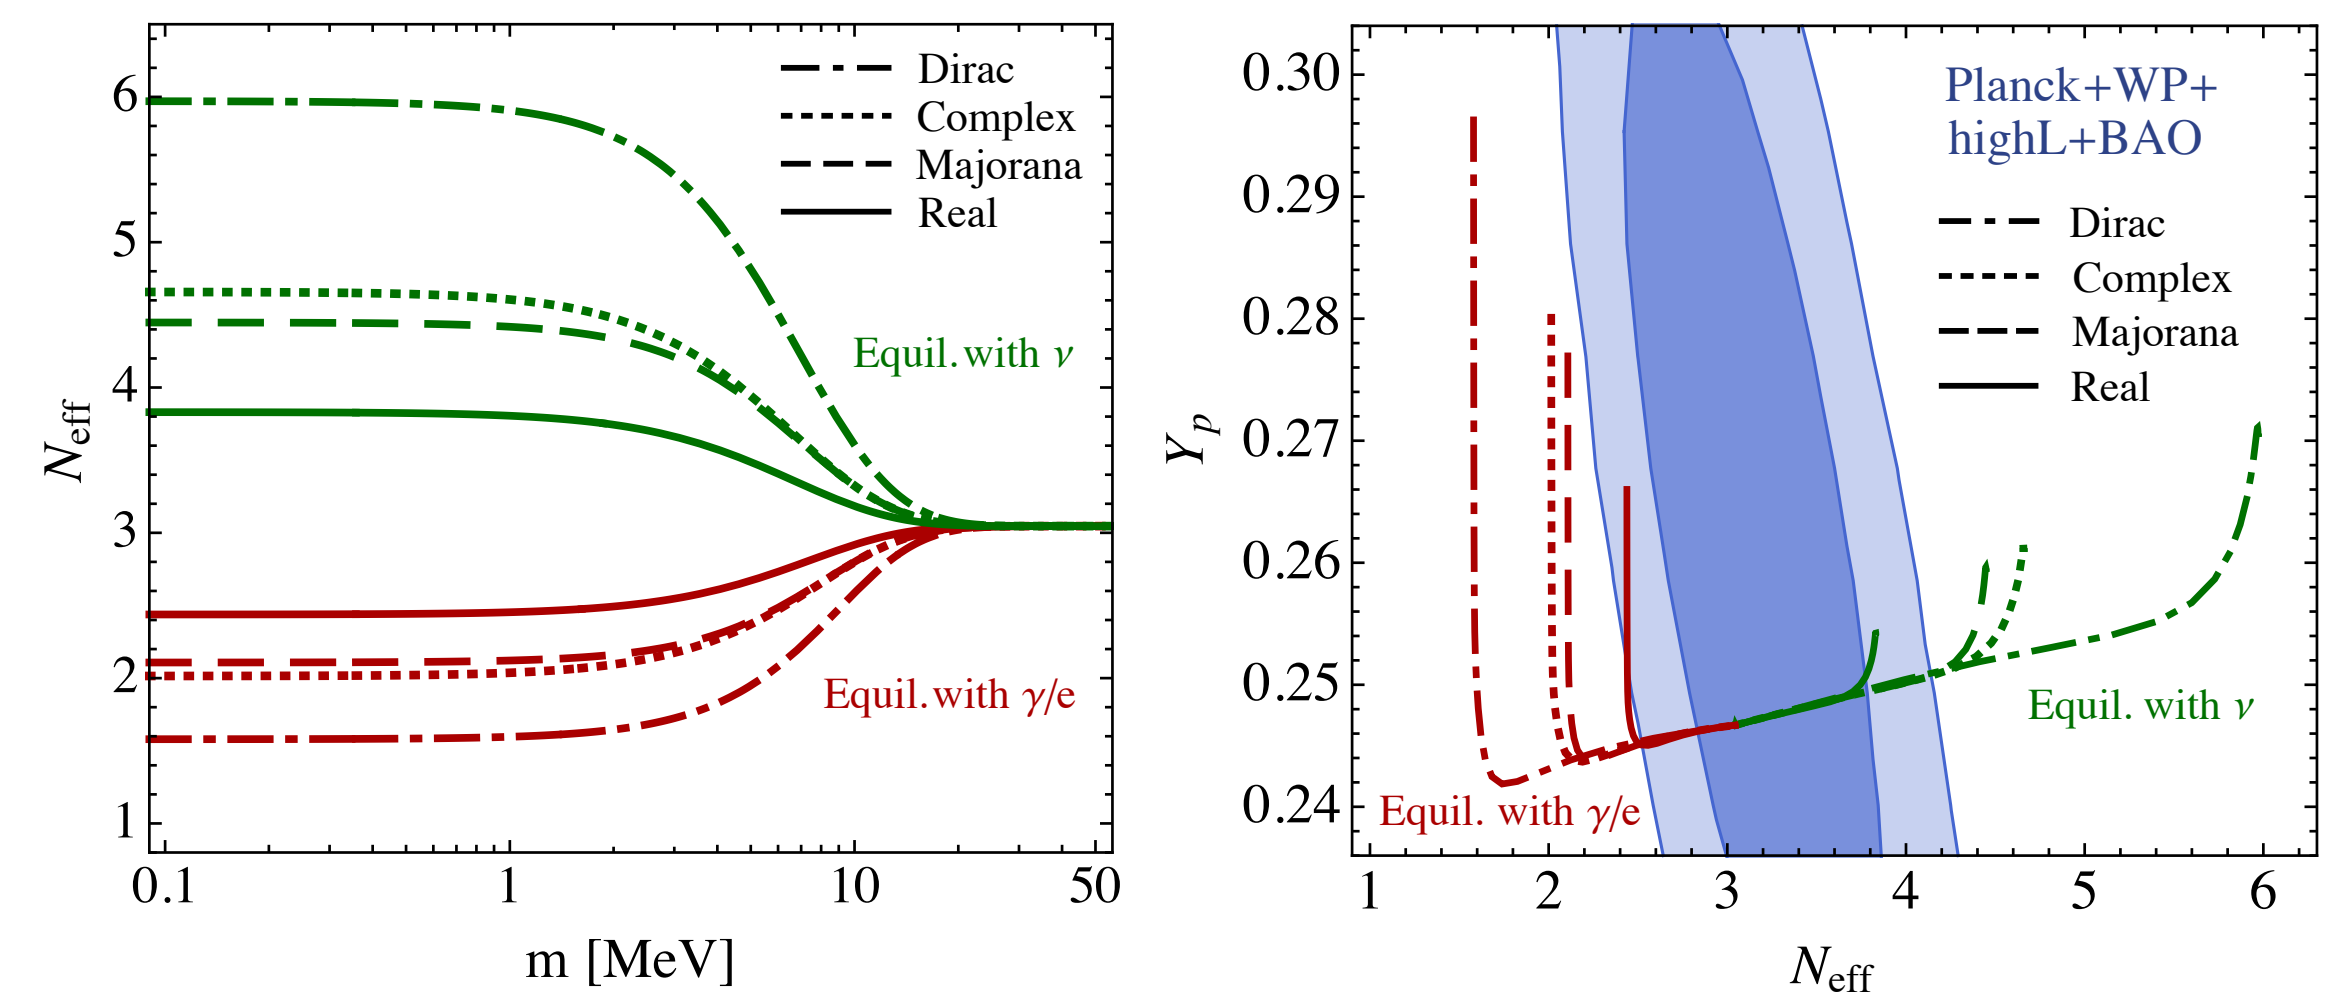 6
5
4
3
2
1
N_eff
0.1 1 10 50
m [MeV]
Dirac
Complex
Majorana
Real
Equil.with ν
Equil.with γ/e
0.30
0.29
0.28
0.27
0.26
0.25
0.24
Y_p
1 2 3 4 5 6
N_eff
Planck+WP+
highL+BAO
Dirac
Complex
Majorana
Real
Equil. with ν
Equil. with γ/e